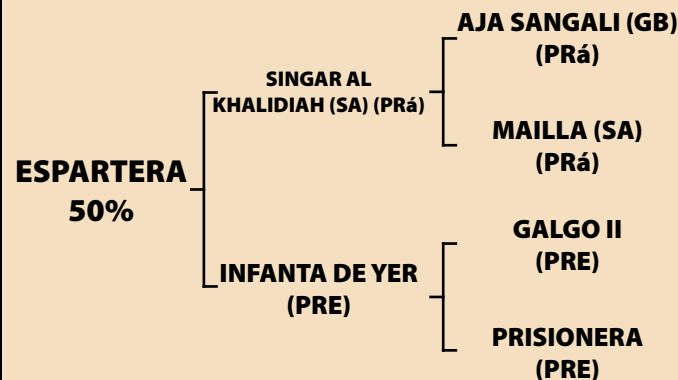 AJA SANGALI (GB)
(PRá)
SINGAR AL
KHALIDIAH (SA) (PRá)
MAILLA (SA)
(PRá)
ESPARTERA
50%
GALGO II
(PRE)
INFANTA DE YER
(PRE)
PRISIONERA
(PRE)